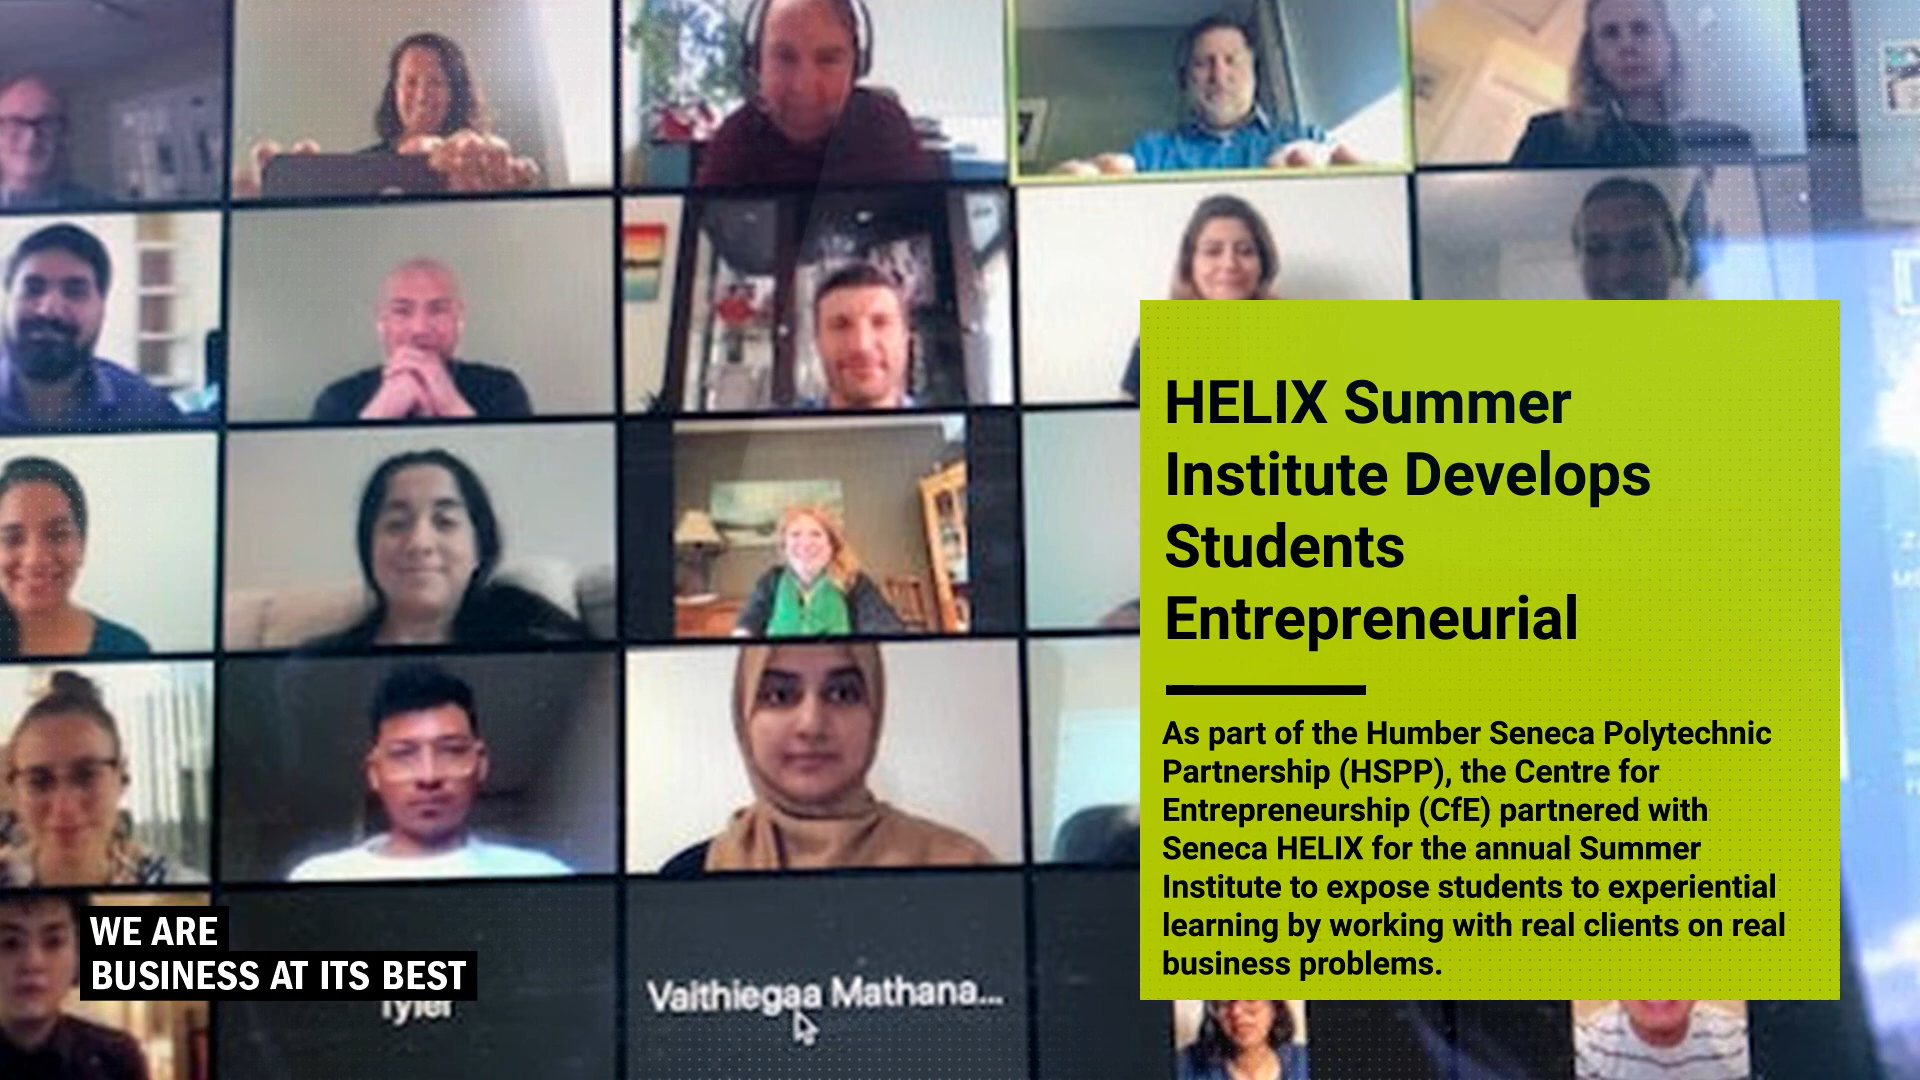 HELIX Summer
Institute Develops
Students
Entrepreneurial
As part of the Humber Seneca Polytechnic
Partnership (HSPP), the Centre for
Entrepreneurship (CfE) partnered with
Seneca HELIX for the annual Summer
Institute to expose students to experiential
learning by working with real clients on real
business problems.
WE ARE
BUSINESS AT ITS BEST
Tyler
Vaithiegaa Mathana...